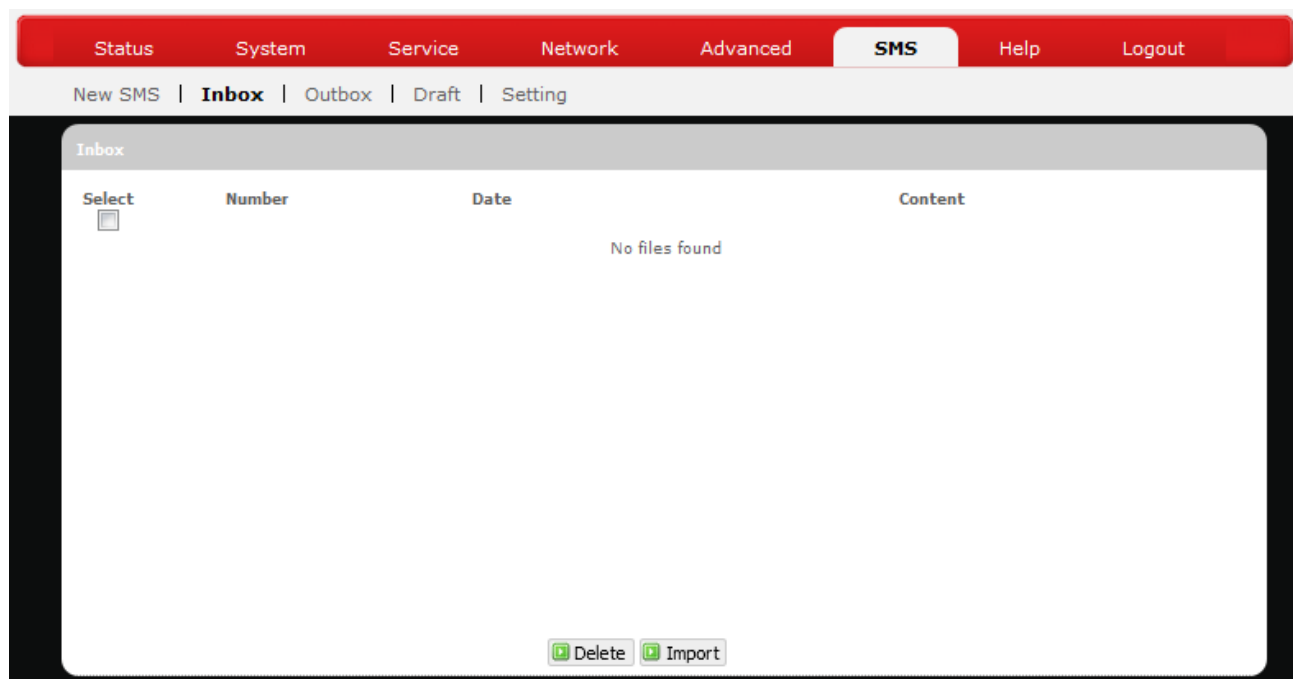 Status System Service Network Advanced SMS Help Logout
New SMS | Inbox | Outbox | Draft | Setting
Inbox
Select Number Date Content
No files found
Delete Import